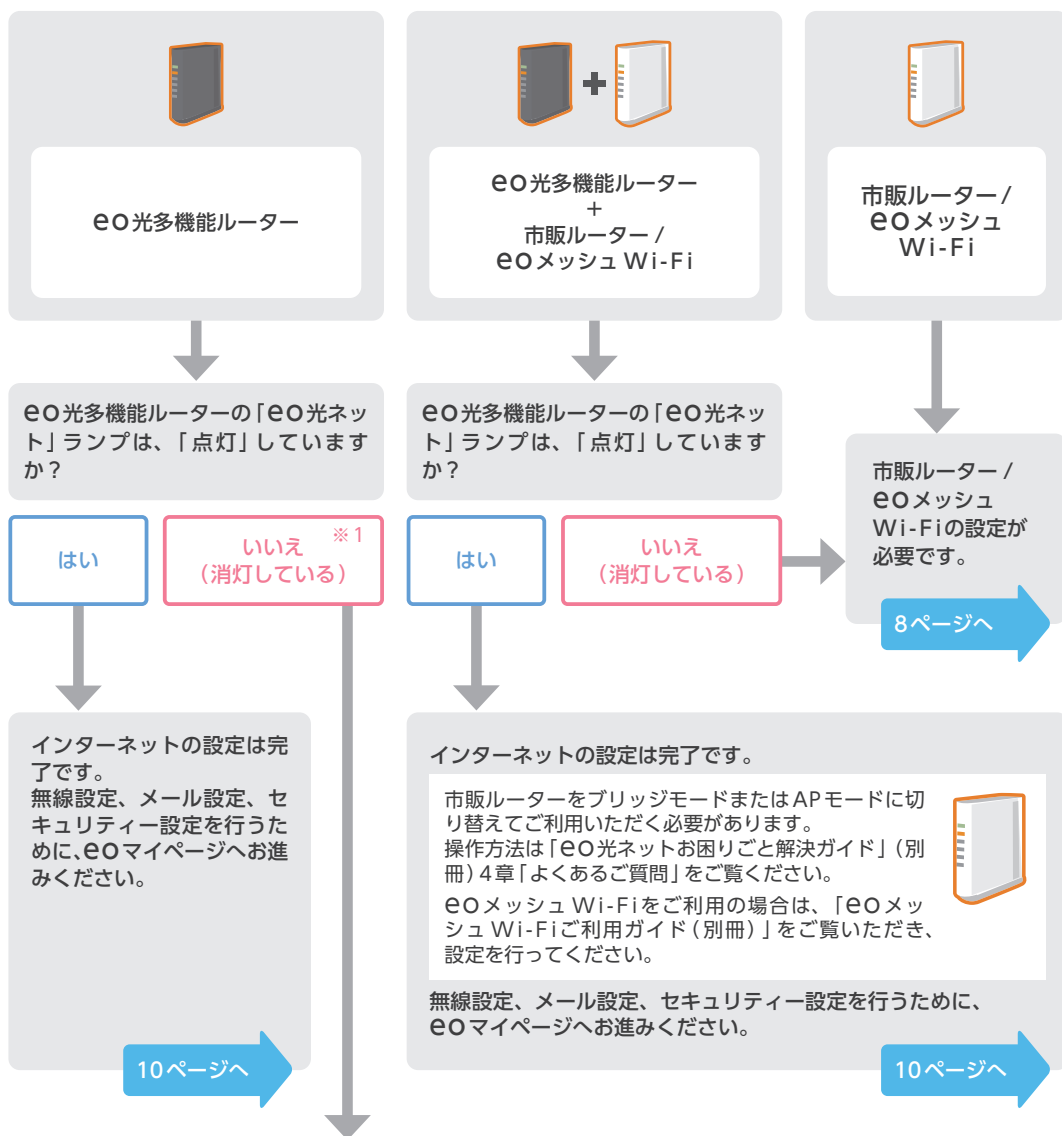 eo光多機能ルーター
eo光多機能ルーター
+
市販ルーター /
eoメッシュ Wi-Fi
市販ルーター /
eoメッシュ
Wi-Fi
eo光多機能ルーターの「eo光ネッ
ト」ランプは、「点灯」しています
か？
はい
いいえ ※1
（消灯している）
eo光多機能ルーターの「eo光ネッ
ト」ランプは、「点灯」しています
か？
はい
いいえ
（消灯している）
市販ルーター /
eoメッシュ
Wi-Fiの設定が
必要です。
8ページへ
インターネットの設定は完
了です。
無線設定、メール設定、セ
キュリティー設定を行うた
めに、eoマイページへお進
みください。
10ページへ
インターネットの設定は完了です。
市販ルーターをブリッジモードまたはAPモードに切
り替えてご利用いただく必要があります。
操作方法は「eo光ネットお困りごと解決ガイド」（別
冊）4章「よくあるご質問」をご覧ください。
eoメッシュ Wi-Fiをご利用の場合は、「eoメッ
シュ Wi-Fiご利用ガイド（別冊）」をご覧いただき、
設定を行ってください。
無線設定、メール設定、セキュリティー設定を行うために、
eoマイページへお進みください。
10ページへ